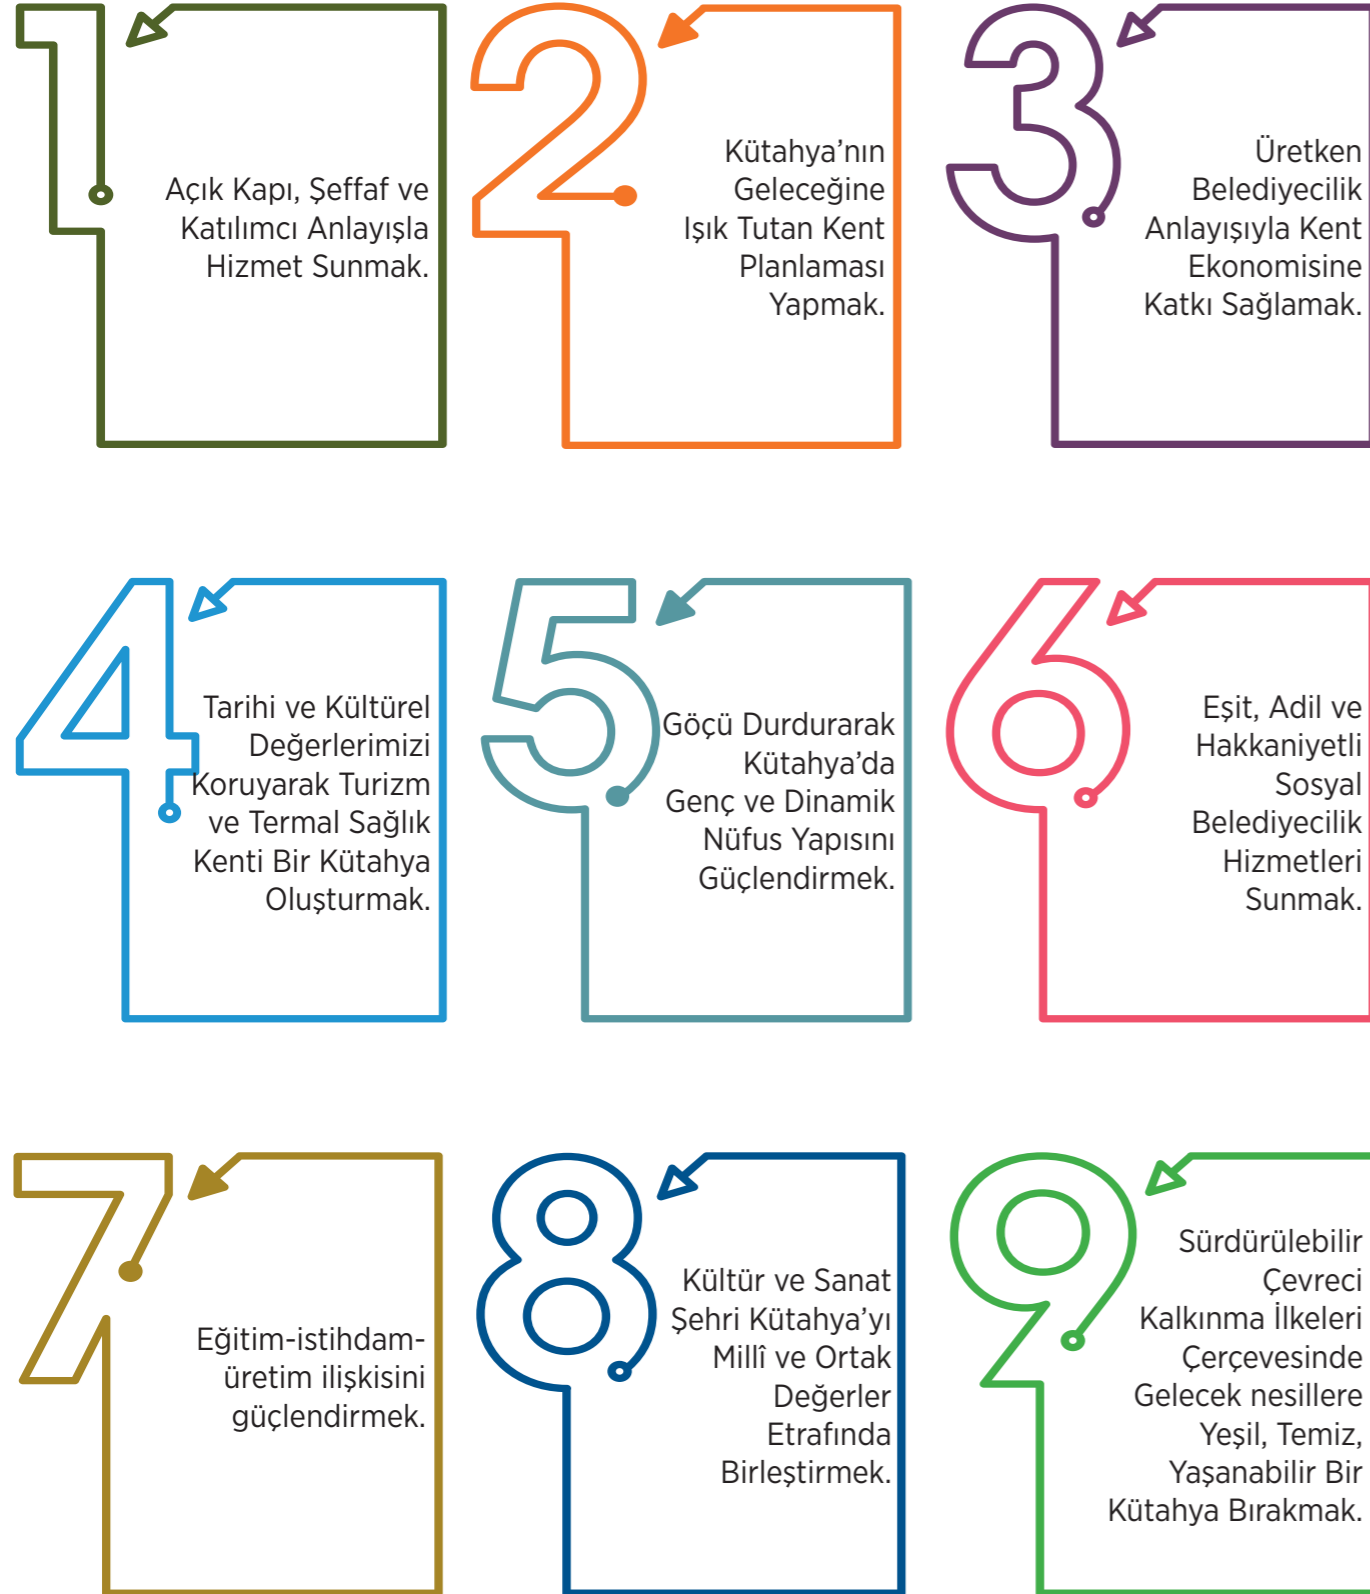 1
Açık Kapı, Şeffaf ve
Katılımcı Anlayışla
Hizmet Sunmak.
2
Kütahya’nın
Geleceğine
Işık Tutan Kent
Planlaması
Yapmak.
3
Üretken
Belediyecilik
Anlayışıyla Kent
Ekonomisine
Katkı Sağlamak.
4
Tarihi ve Kültürel
Değerlerimizi
Koruyarak Turizm
ve Termal Sağlık
Kenti Bir Kütahya
Oluşturmak.
5
Göçü Durdurarak
Kütahya’da
Genç ve Dinamik
Nüfus Yapısını
Güçlendirmek.
6
Eşit, Adil ve
Hakkaniyetli
Sosyal
Belediyecilik
Hizmetleri
Sunmak.
7
Eğitim-istihdam-
üretim ilişkisini
güçlendirmek.
8
Kültür ve Sanat
Şehri Kütahya’yı
Millî ve Ortak
Değerler
Etrafında
Birleştirmek.
9
Sürdürülebilir
Çevreci
Kalkınma İlkeleri
Çerçevesinde
Gelecek nesillere
Yeşil, Temiz,
Yaşanabilir Bir
Kütahya Bırakmak.